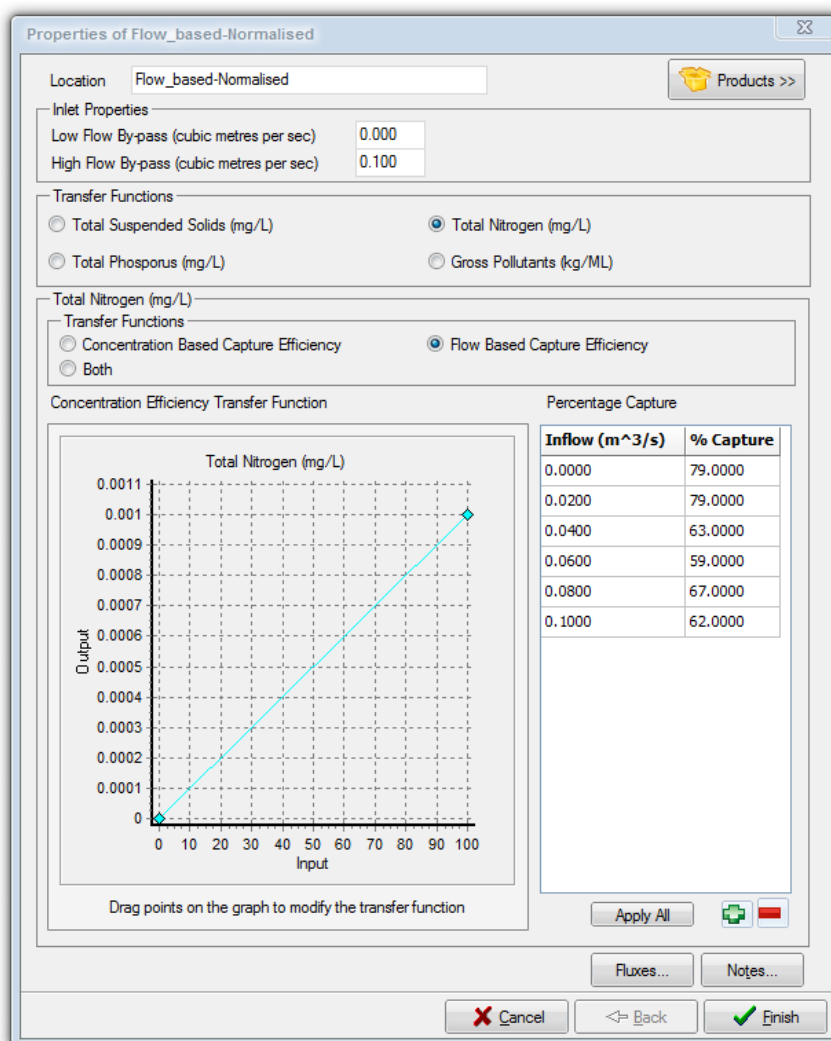 Properties of Flow_based-Normalised
Location Flow_based-Normalised Products >>
Inlet Properties
Low Flow By-pass (cubic metres per sec) 0.000
High Flow By-pass (cubic metres per sec) 0.100
Transfer Functions
Total Suspended Solids (mg/L) Total Nitrogen (mg/L)
Total Phosporus (mg/L) Gross Pollutants (kg/ML)
Total Nitrogen (mg/L)
Transfer Functions
Concentration Based Capture Efficiency Flow Based Capture Efficiency
Both
Concentration Efficiency Transfer Function
Total Nitrogen (mg/L)
0.0011
0.001
0.0009
0.0008
0.0007
0.0006
0.0005
0.0004
0.0003
0.0002
0.0001
0
Output
0 10 20 30 40 50 60 70 80 90 100
Input
Drag points on the graph to modify the transfer function
Percentage Capture
Inflow (m^3/s) % Capture
0.0000 79.0000
0.0200 79.0000
0.0400 63.0000
0.0600 59.0000
0.0800 67.0000
0.1000 62.0000
Apply All
Fluxes... Notes...
Cancel Back Finish